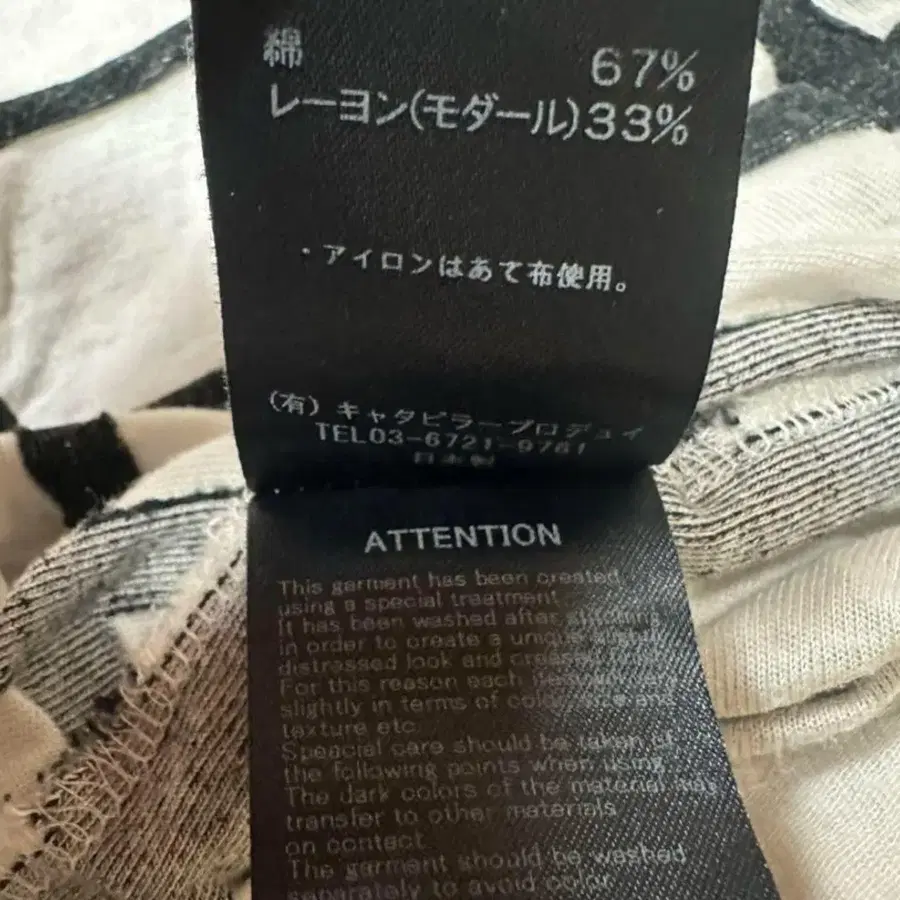 綿 67%
レーヨン(モダール)33%
・アイロンはあて布使用。
(有)キャタピラープロデュイ
TEL03-6721-9761
日本製
ATTENTION
This garment has been created
using a special treatment
It has been washed after
in order to create a unique
distressed look and
For this reason each
slightly in terms of
texture etc
Speacial care should be taken of
the following points when using
The dark colors of the material may
transfer to other materials
on contact.
The garment should be washed
separately to avoid color